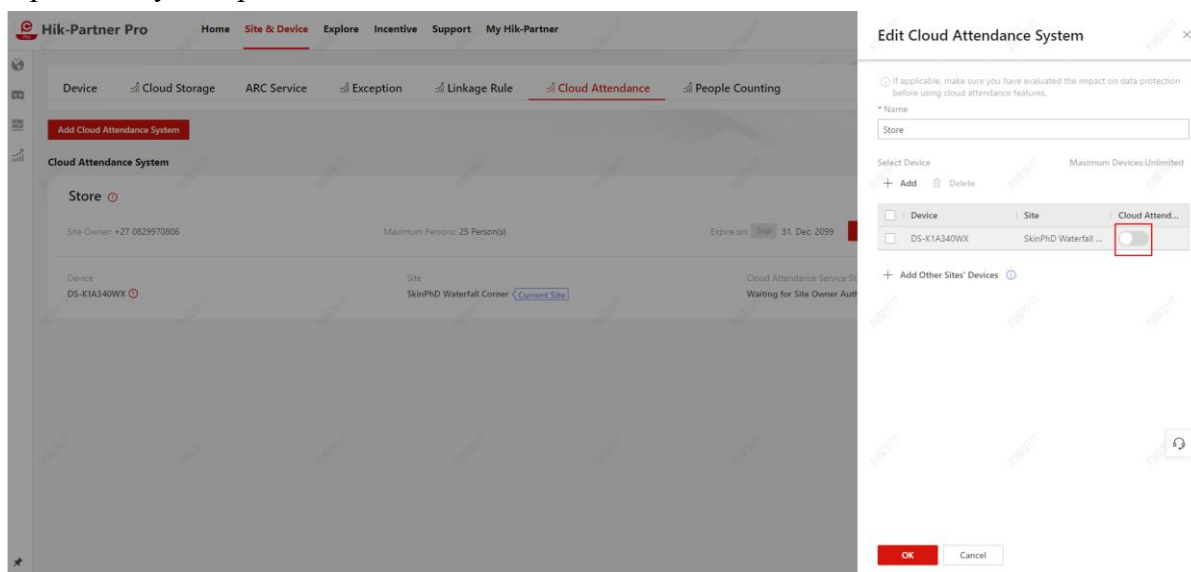 Hik-Partner Pro
Home Site & Device Explore Incentive Support My Hik-Partner
Device Cloud Storage ARC Service Exception Linkage Rule Cloud Attendance People Counting
Add Cloud Attendance System
Cloud Attendance System
Store
Site Owner: +27 0829970806 Maximum Persons: 25 Person(s) Expire on: Trial 31, Dec. 2099
Device Site Cloud Attendance Service St
DS-K1A340WX SkinPhD Waterfall Corner Current Site Waiting for Site Owner Auth
Edit Cloud Attendance System
If applicable, make sure you have evaluated the impact on data protection
before using cloud attendance features.
* Name
Store
Select Device Maximum Devices:Unlimited
+ Add Delete
Device Site Cloud Attend...
DS-K1A340WX SkinPhD Waterfall ...
+ Add Other Sites' Devices
OK Cancel